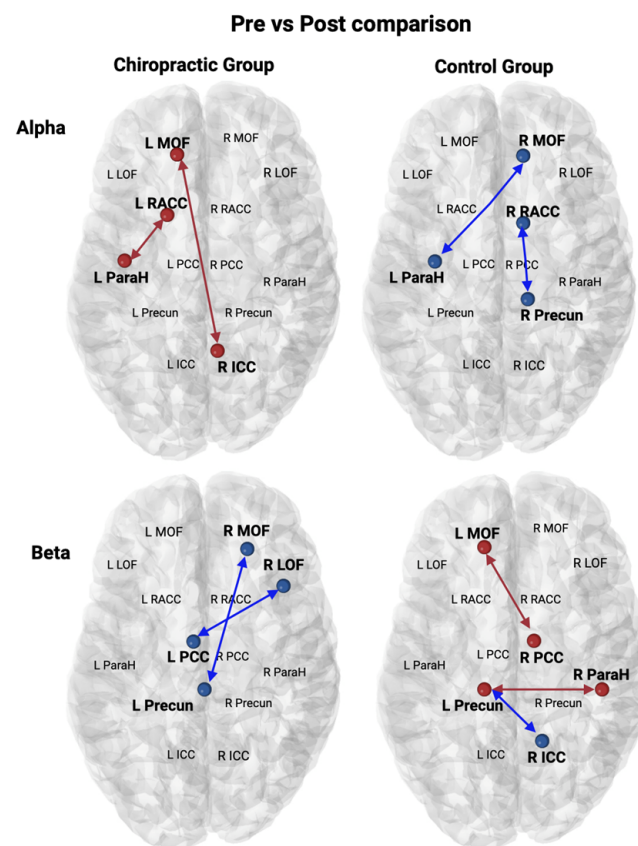 Pre vs Post comparison
Chiropractic Group
Control Group
Alpha
L MOF
R MOF
L LOF
R LOF
L RACC
R RACC
L PCC
R PCC
L ParaH
R ParaH
L Precun
R Precun
L ICC
R ICC
L MOF
R MOF
L LOF
R LOF
L RACC
R RACC
L PCC
R PCC
L ParaH
R ParaH
L Precun
R Precun
L ICC
R ICC
Beta
L MOF
R MOF
L LOF
R LOF
L RACC
R RACC
L PCC
R PCC
L ParaH
R ParaH
L Precun
R Precun
L ICC
R ICC
L MOF
R MOF
L LOF
R LOF
L RACC
R RACC
L PCC
R PCC
L ParaH
R ParaH
L Precun
R Precun
L ICC
R ICC